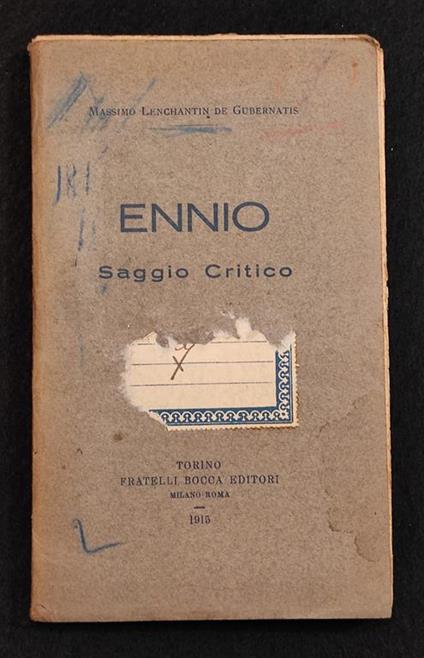 Massimo Lenchantin de Gubernatis
ENNIO
Saggio Critico
X
TORINO
FRATELLI BOCCA EDITORI
MILANO-ROMA
1915